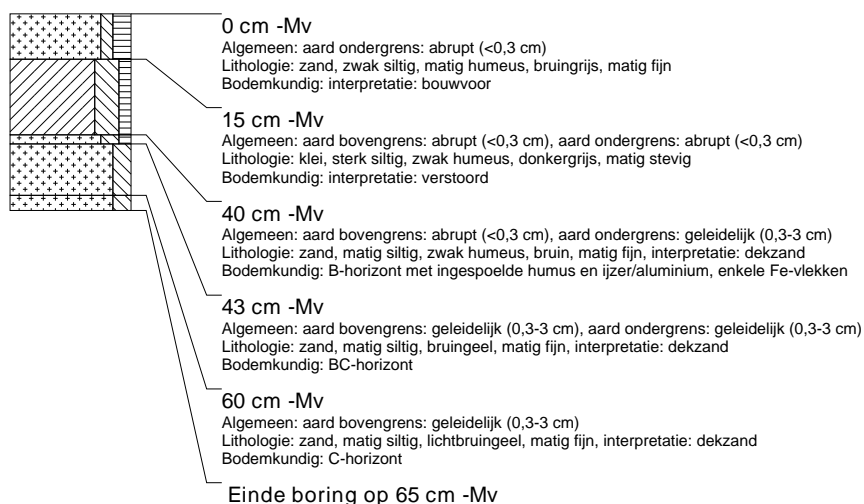 0 cm -Mv
Algemeen: aard ondergrens: abrupt (<0,3 cm)
Lithologie: zand, zwak siltig, matig humeus, bruingrijs, matig fijn
Bodemkundig: interpretatie: bouwvoor
15 cm -Mv
Algemeen: aard bovengrens: abrupt (<0,3 cm), aard ondergrens: abrupt (<0,3 cm)
Lithologie: klei, sterk siltig, zwak humeus, donkergrijs, matig stevig
Bodemkundig: interpretatie: verstoord
40 cm -Mv
Algemeen: aard bovengrens: abrupt (<0,3 cm), aard ondergrens: geleidelijk (0,3-3 cm)
Lithologie: zand, matig siltig, zwak humeus, bruin, matig fijn, interpretatie: dekzand
Bodemkundig: B-horizont met ingespoelde humus en ijzer/aluminium, enkele Fe-vlekken
43 cm -Mv
Algemeen: aard bovengrens: geleidelijk (0,3-3 cm), aard ondergrens: geleidelijk (0,3-3 cm)
Lithologie: zand, matig siltig, bruingeel, matig fijn, interpretatie: dekzand
Bodemkundig: BC-horizont
60 cm -Mv
Algemeen: aard bovengrens: geleidelijk (0,3-3 cm)
Lithologie: zand, matig siltig, lichtbruingeel, matig fijn, interpretatie: dekzand
Bodemkundig: C-horizont
Einde boring op 65 cm -Mv